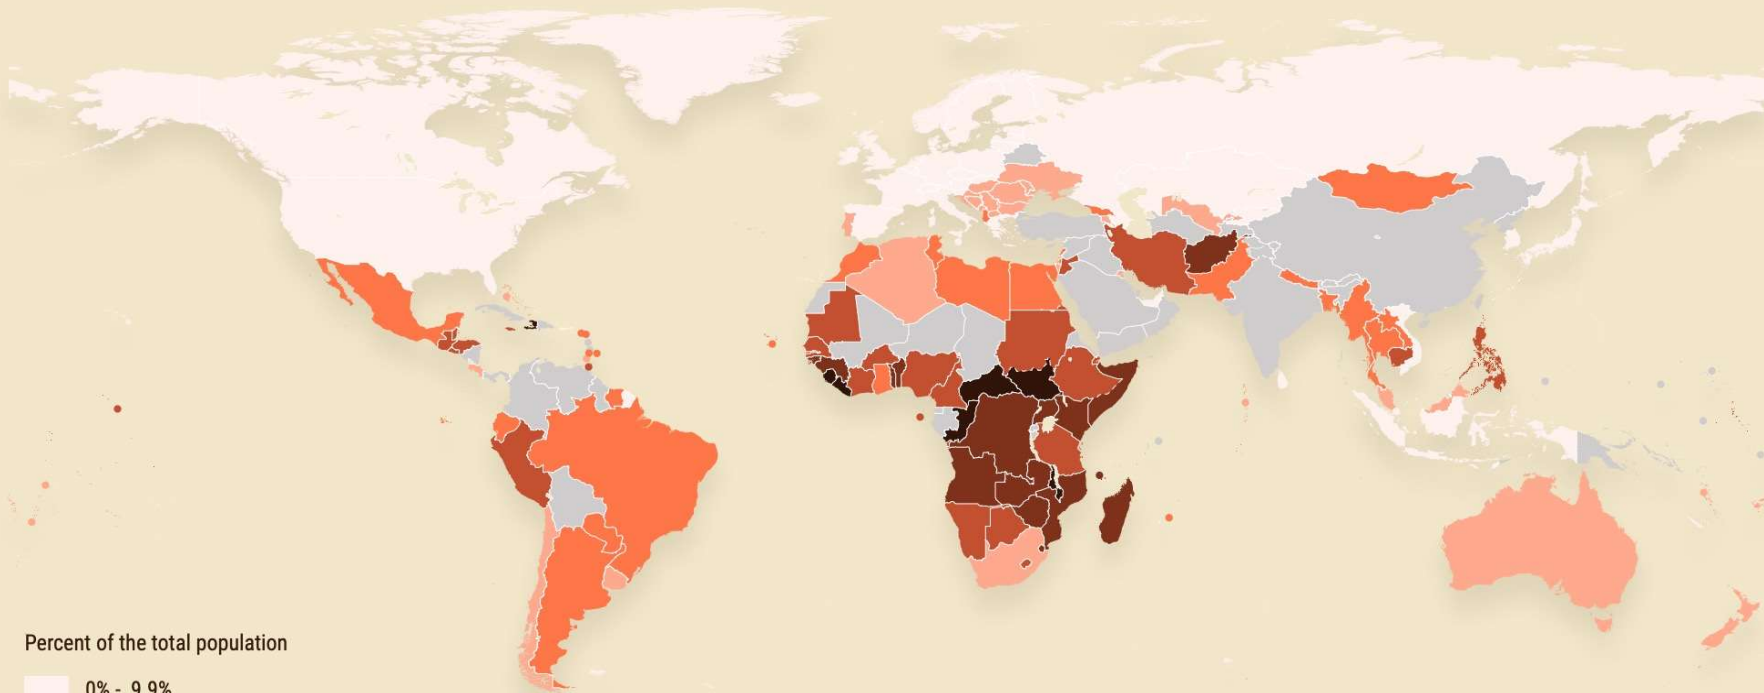 Percent of the total population
0% - 9.9%